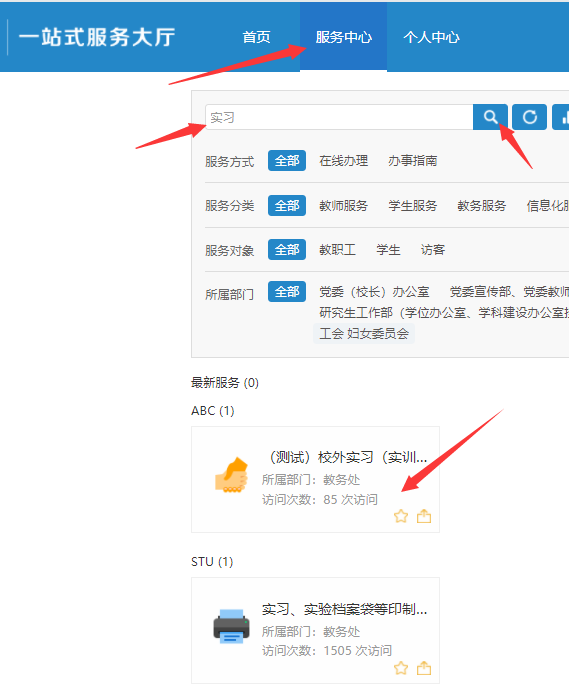 一站式服务大厅 首页 服务中心 个人中心
实习
服务方式 全部 在线办理 办事指南
服务分类 全部 教师服务 学生服务 教务服务 信息化
服务对象 全部 教职工 学生 访客
所属部门 全部 党委（校长）办公室 党委宣传部、党委教师
研究生工作部（学位办公室、学科建设办公室
工会 妇女委员会
最新服务 (0)
ABC (1)
（测试）校外实习（实训...
所属部门：教务处
访问次数：85 次访问
STU (1)
实习、实验档案袋等印制...
所属部门：教务处
访问次数：1505 次访问